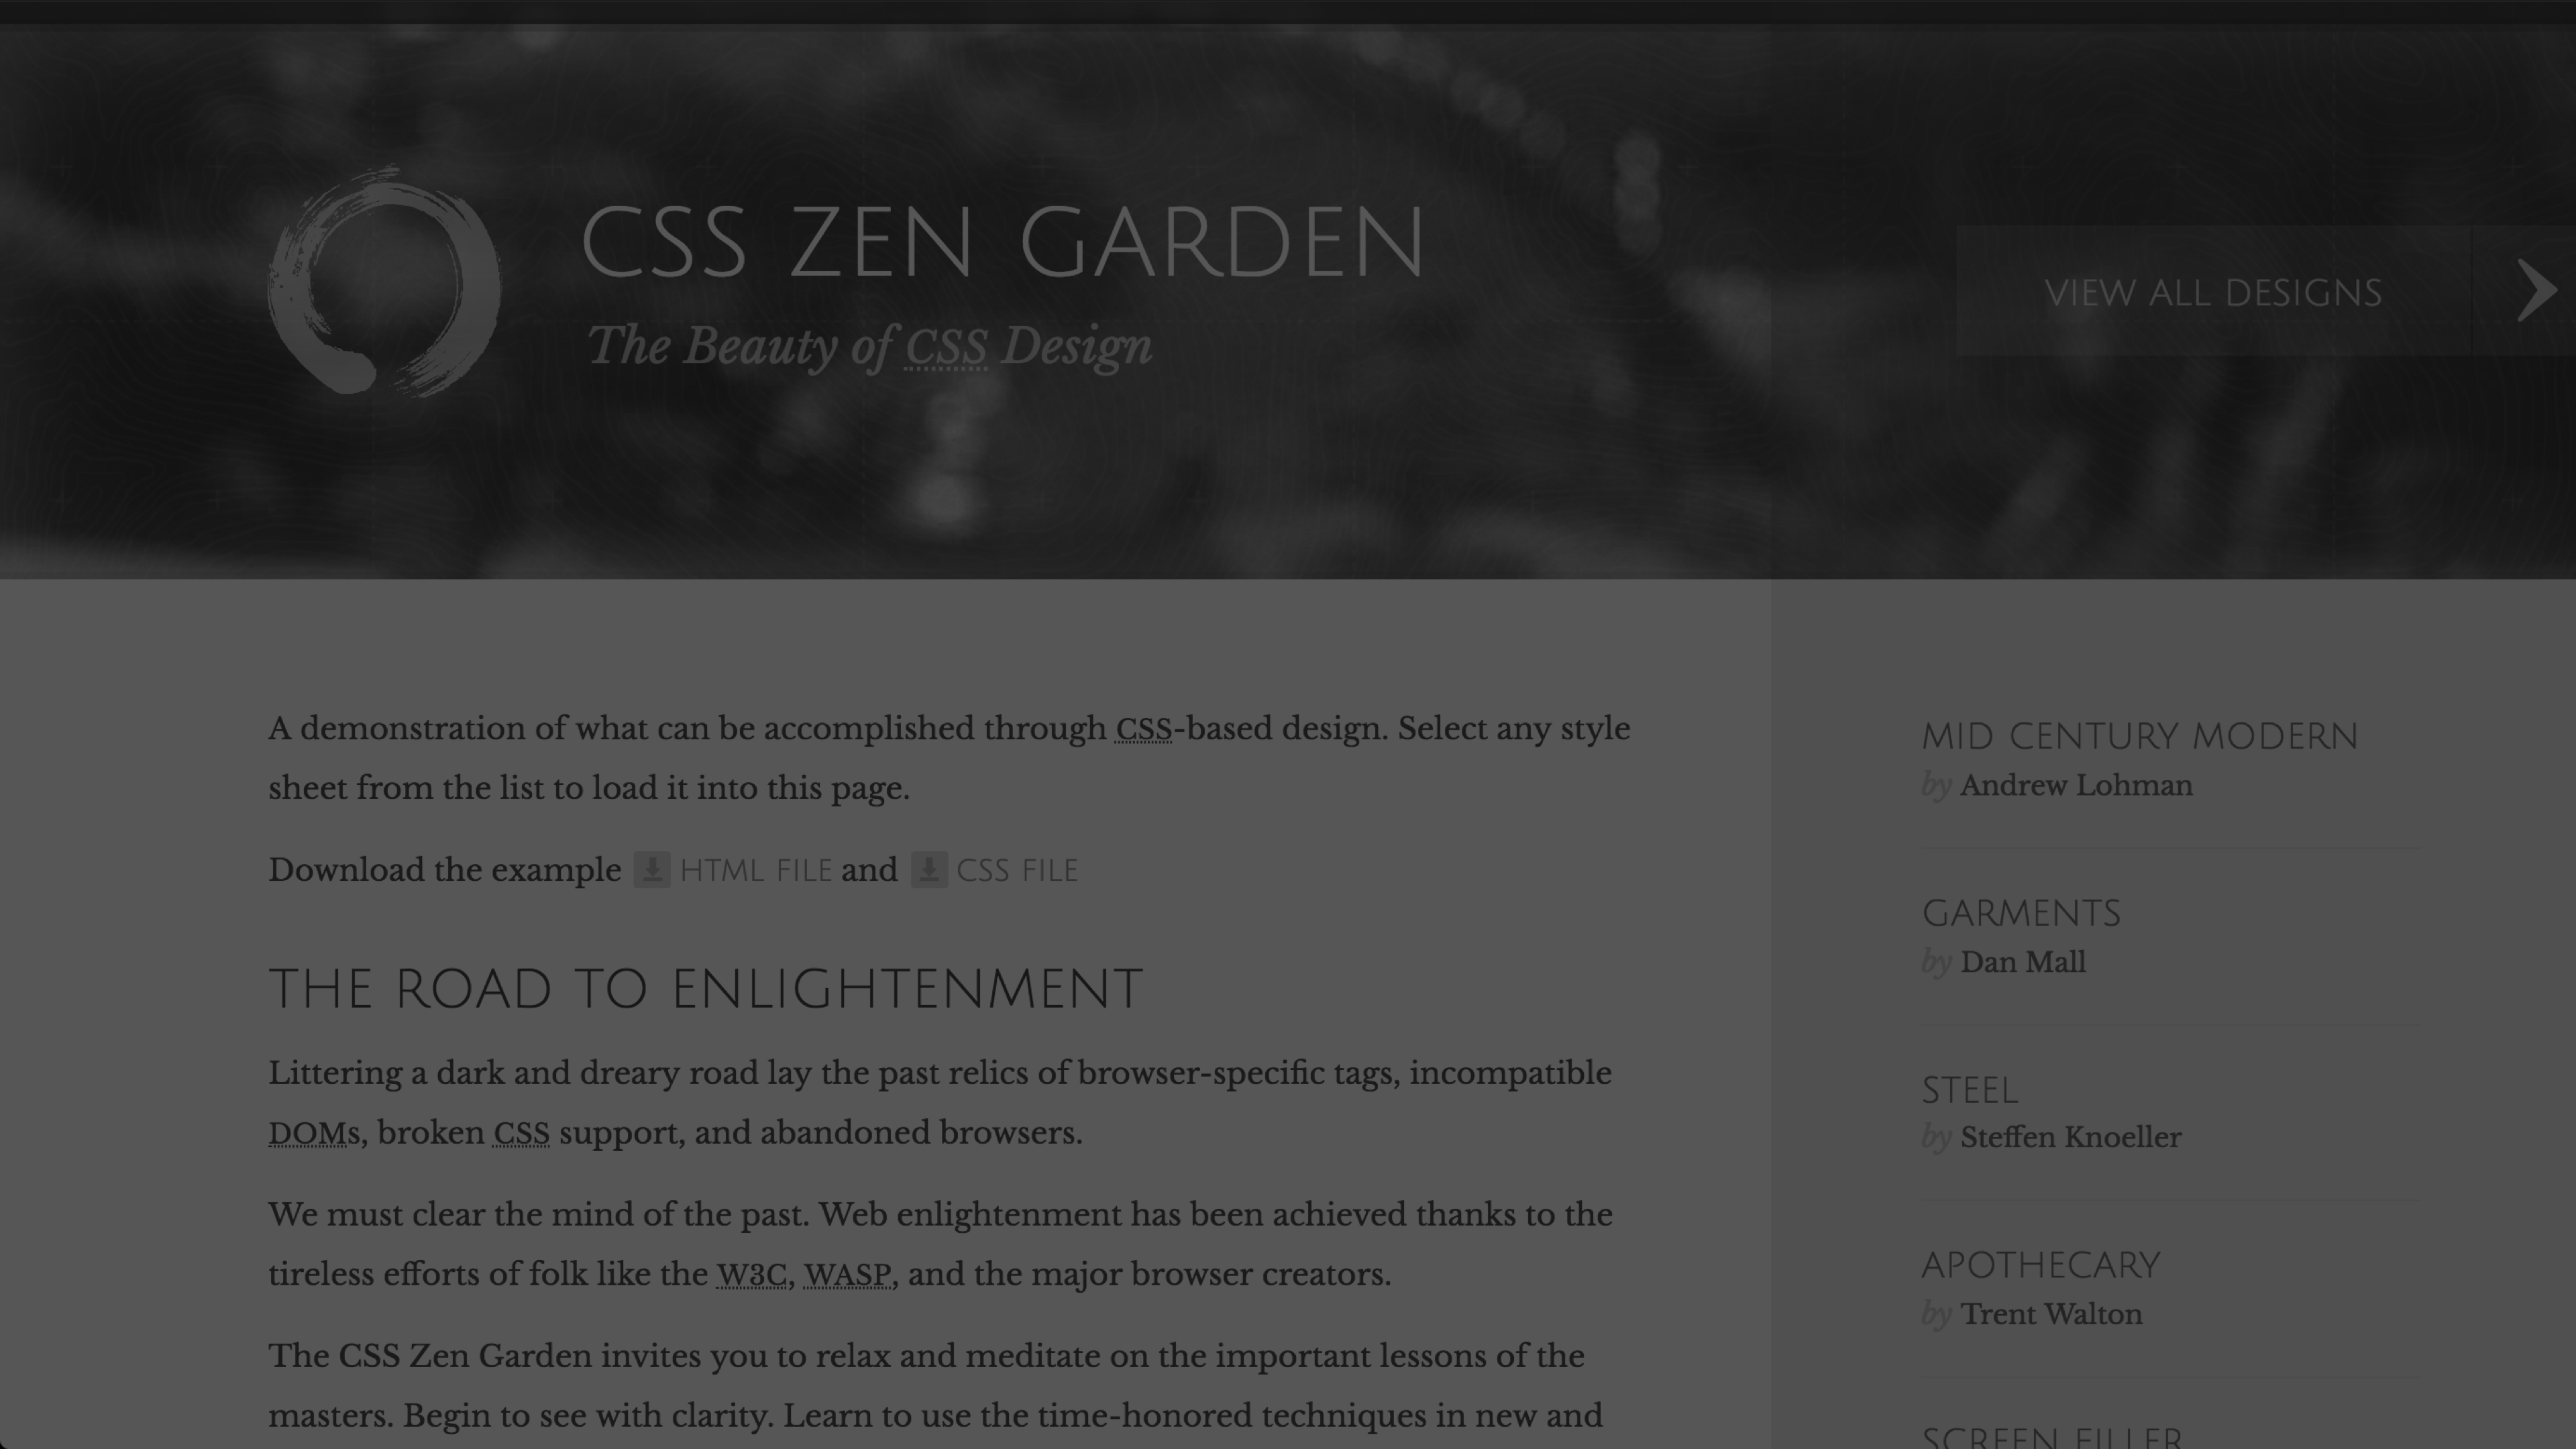 CSS ZEN GARDEN
The Beauty of CSS Design
VIEW ALL DESIGNS
A demonstration of what can be accomplished through CSS-based design. Select any style
sheet from the list to load it into this page.
Download the example HTML FILE and CSS FILE
THE ROAD TO ENLIGHTENMENT
Littering a dark and dreary road lay the past relics of browser-specific tags, incompatible
DOMs, broken CSS support, and abandoned browsers.
We must clear the mind of the past. Web enlightenment has been achieved thanks to the
tireless efforts of folk like the W3C, WASP, and the major browser creators.
The CSS Zen Garden invites you to relax and meditate on the important lessons of the
masters. Begin to see with clarity. Learn to use the time-honored techniques in new and
MID CENTURY MODERN
by Andrew Lohman
GARMENTS
by Dan Mall
STEEL
by Steffen Knoeller
APOTHECARY
by Trent Walton
SCREEN FILLER